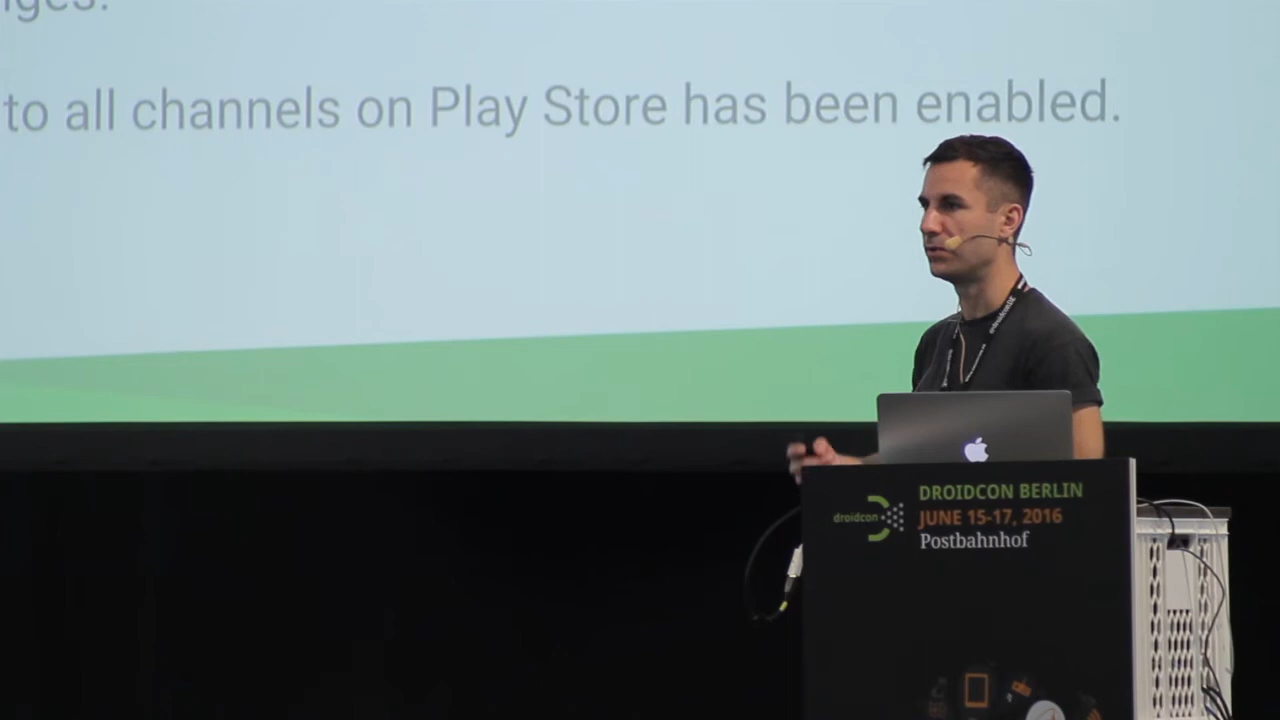 to all channels on Play Store has been enabled.
droidcon
DROIDCON BERLIN
JUNE 15-17, 2016
Postbahnhof